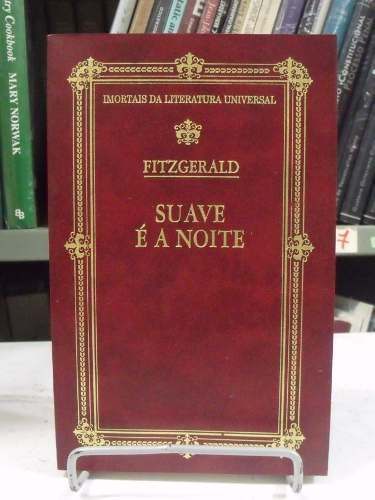 IMORTAIS DA LITERATURA UNIVERSAL
FITZGERALD
SUAVE
É A NOITE
Cookbook
MARY NORWAK
7